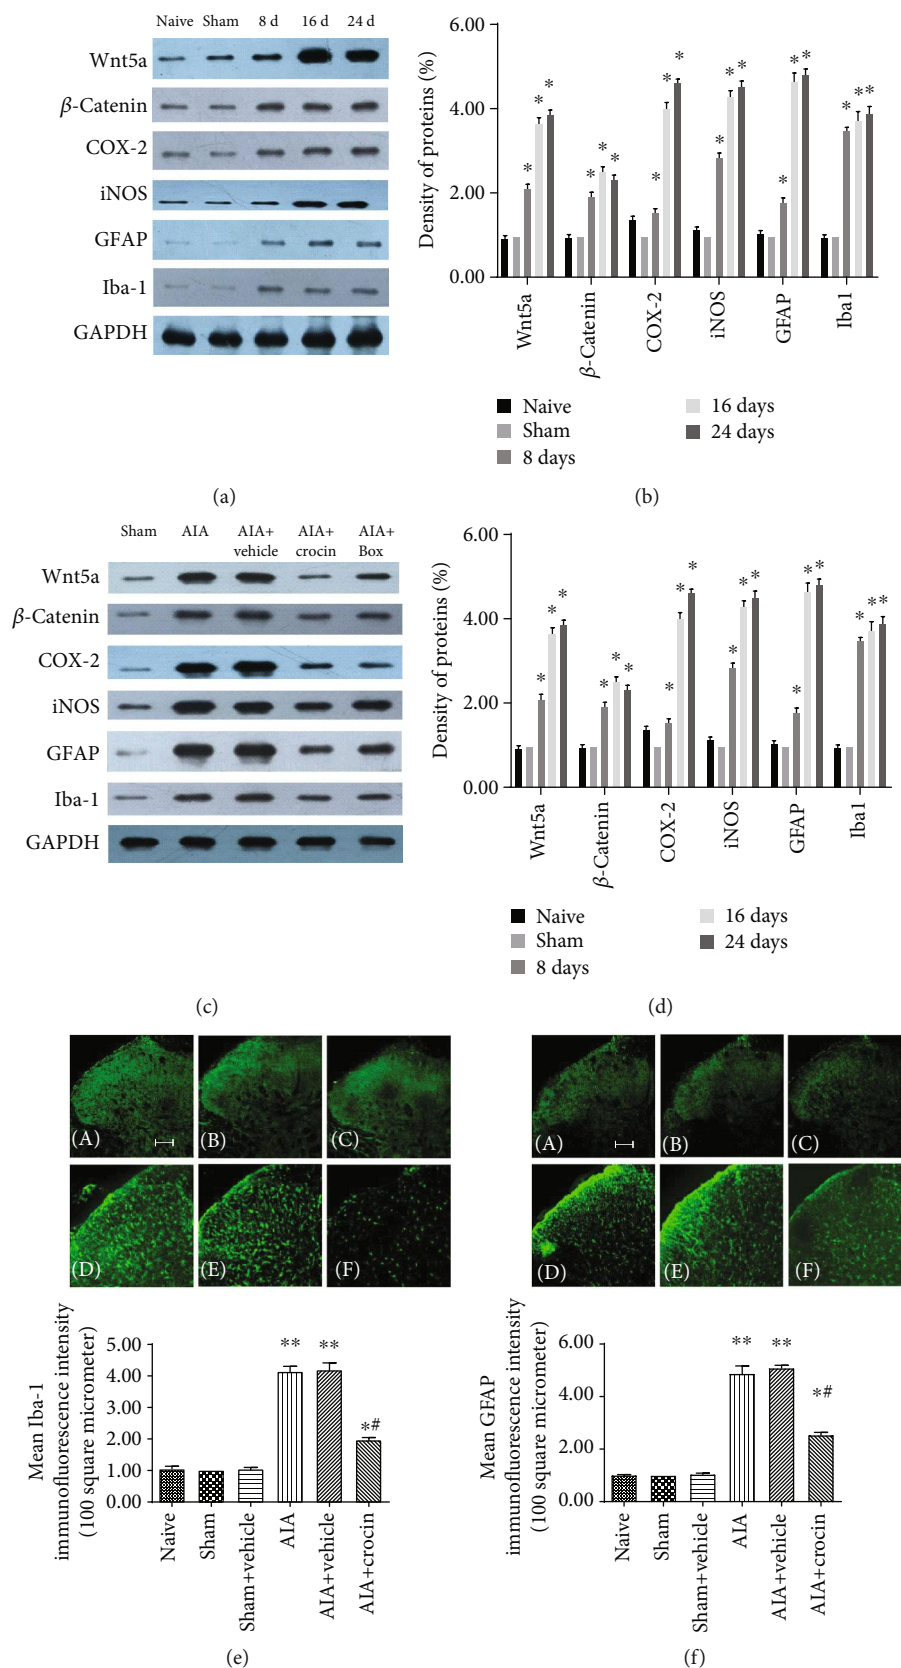 Naive Sham 8 d 16 d 24 d
Wnt5a
β-Catenin
COX-2
iNOS
GFAP
Iba-1
GAPDH
(a)
Density of proteins (%)
6.00
4.00
2.00
0.00
* * *
* * *
* * *
* * *
* * *
* * *
Wnt5a
β-Catenin
COX-2
iNOS
GFAP
Iba1
Naive
Sham
8 days
16 days
24 days
(b)
Sham AIA AIA+ vehicle AIA+ crocin AIA+ Box
Wnt5a
β-Catenin
COX-2
iNOS
GFAP
Iba-1
GAPDH
(c)
Density of proteins (%)
6.00
4.00
2.00
0.00
* * *
* * *
* * *
* * *
* * *
* * *
Wnt5a
β-Catenin
COX-2
iNOS
GFAP
Iba1
Naive
Sham
8 days
16 days
24 days
(d)
(A) (B) (C)
(D) (E) (F)
Mean Iba-1
immunofluorescence intensity
(100 square micrometer)
5.00
4.00
3.00
2.00
1.00
0.00
** ** *#
Naive
Sham
Sham+vehicle
AIA
AIA+vehicle
AIA+crocin
(e)
(A) (B) (C)
(D) (E) (F)
Mean GFAP
immunofluorescence intensity
(100 square micrometer)
6.00
4.00
2.00
0.00
** ** *#
Naive
Sham
Sham+vehicle
AIA
AIA+vehicle
AIA+crocin
(f)